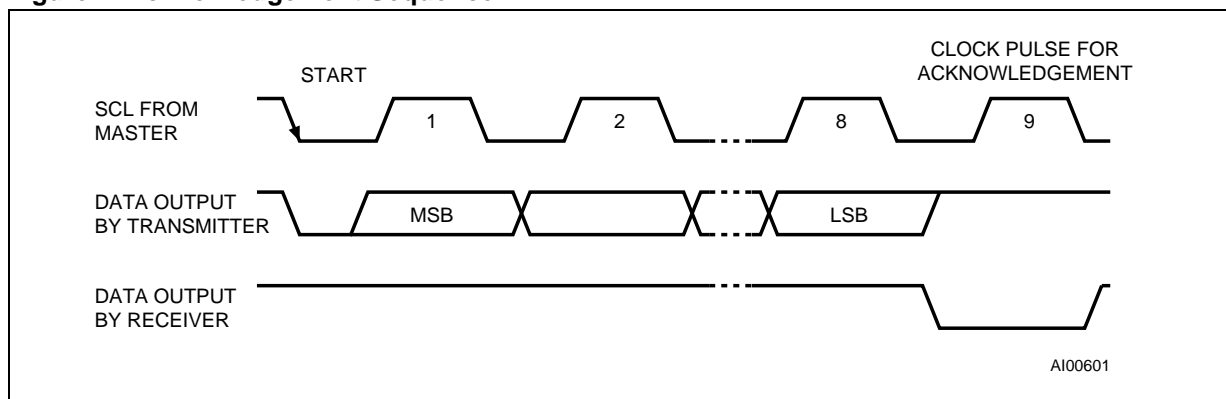 CLOCK PULSE FOR
ACKNOWLEDGEMENT
START
SCL FROM
MASTER
1
2
8
9
DATA OUTPUT
BY TRANSMITTER
MSB
LSB
DATA OUTPUT
BY RECEIVER
AI00601